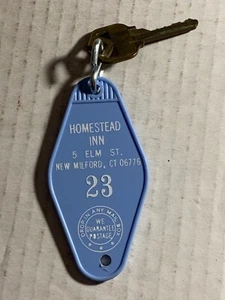 HOMESTEAD
INN
5 ELM ST.
NEW MILFORD, CT 06776
23
DROP IN ANY MAIL BOX
WE
GUARANTEE
POSTAGE